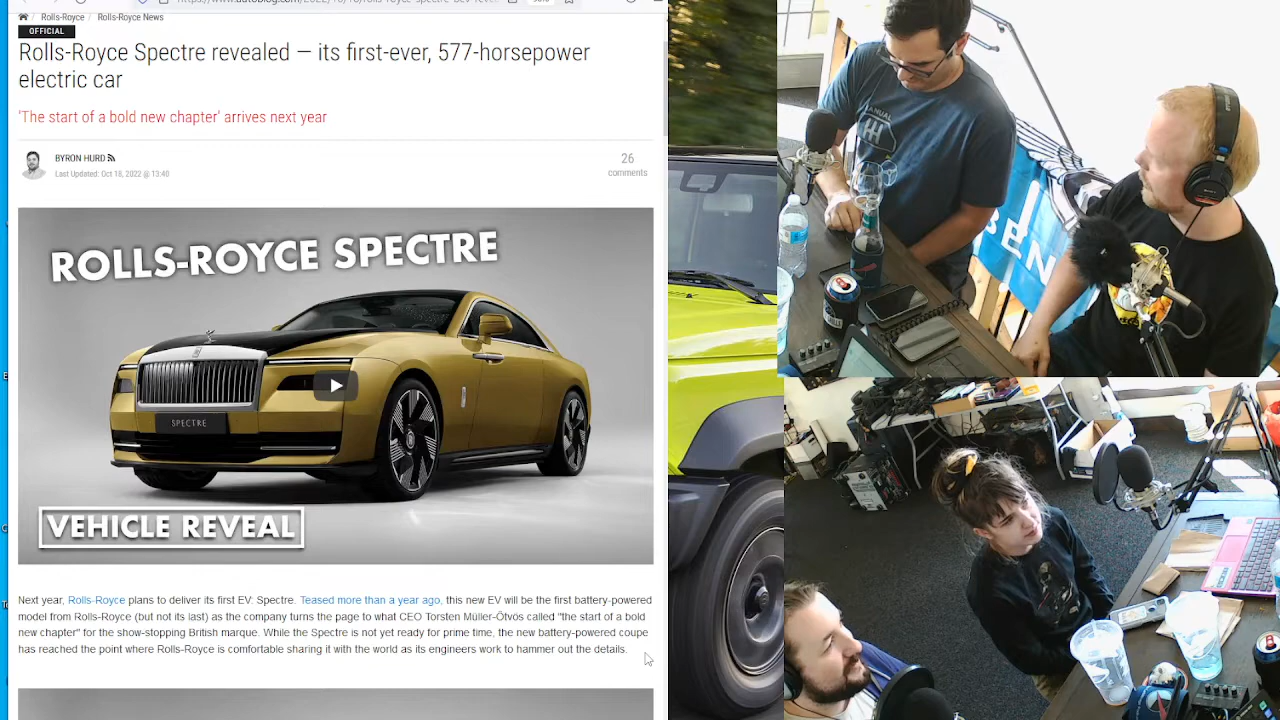 Rolls-Royce Rolls-Royce News
OFFICIAL
Rolls-Royce Spectre revealed — its first-ever, 577-horsepower
electric car
'The start of a bold new chapter' arrives next year
BYRON HURD
Last Updated: Oct 18, 2022 @ 13:40
26
comments
ROLLS-ROYCE SPECTRE
SPECTRE
VEHICLE REVEAL
Next year, Rolls-Royce plans to deliver its first EV: Spectre. Teased more than a year ago, this new EV will be the first battery-powered
model from Rolls-Royce (but not its last) as the company turns the page to what CEO Torsten Müller-Ötvös called "the start of a bold
new chapter" for the show-stopping British marque. While the Spectre is not yet ready for prime time, the new battery-powered coupe
has reached the point where Rolls-Royce is comfortable sharing it with the world as its engineers work to hammer out the details.
ANUAL
BEN
SONY